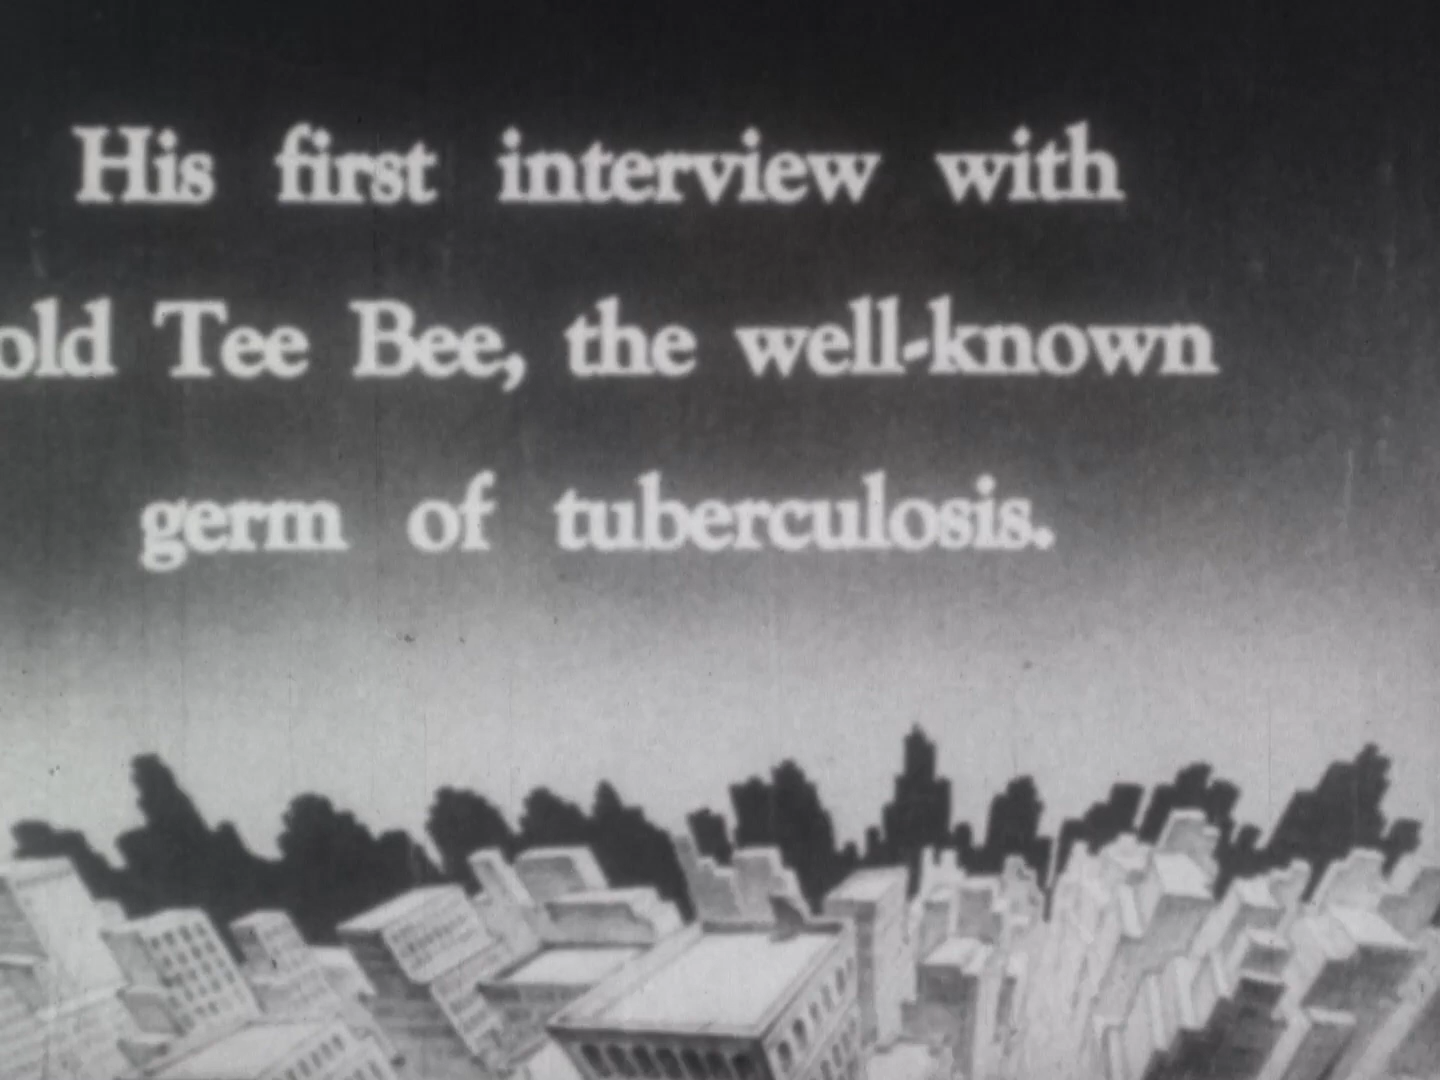 His first interview with
old Tee Bee, the well-known
germ of tuberculosis.